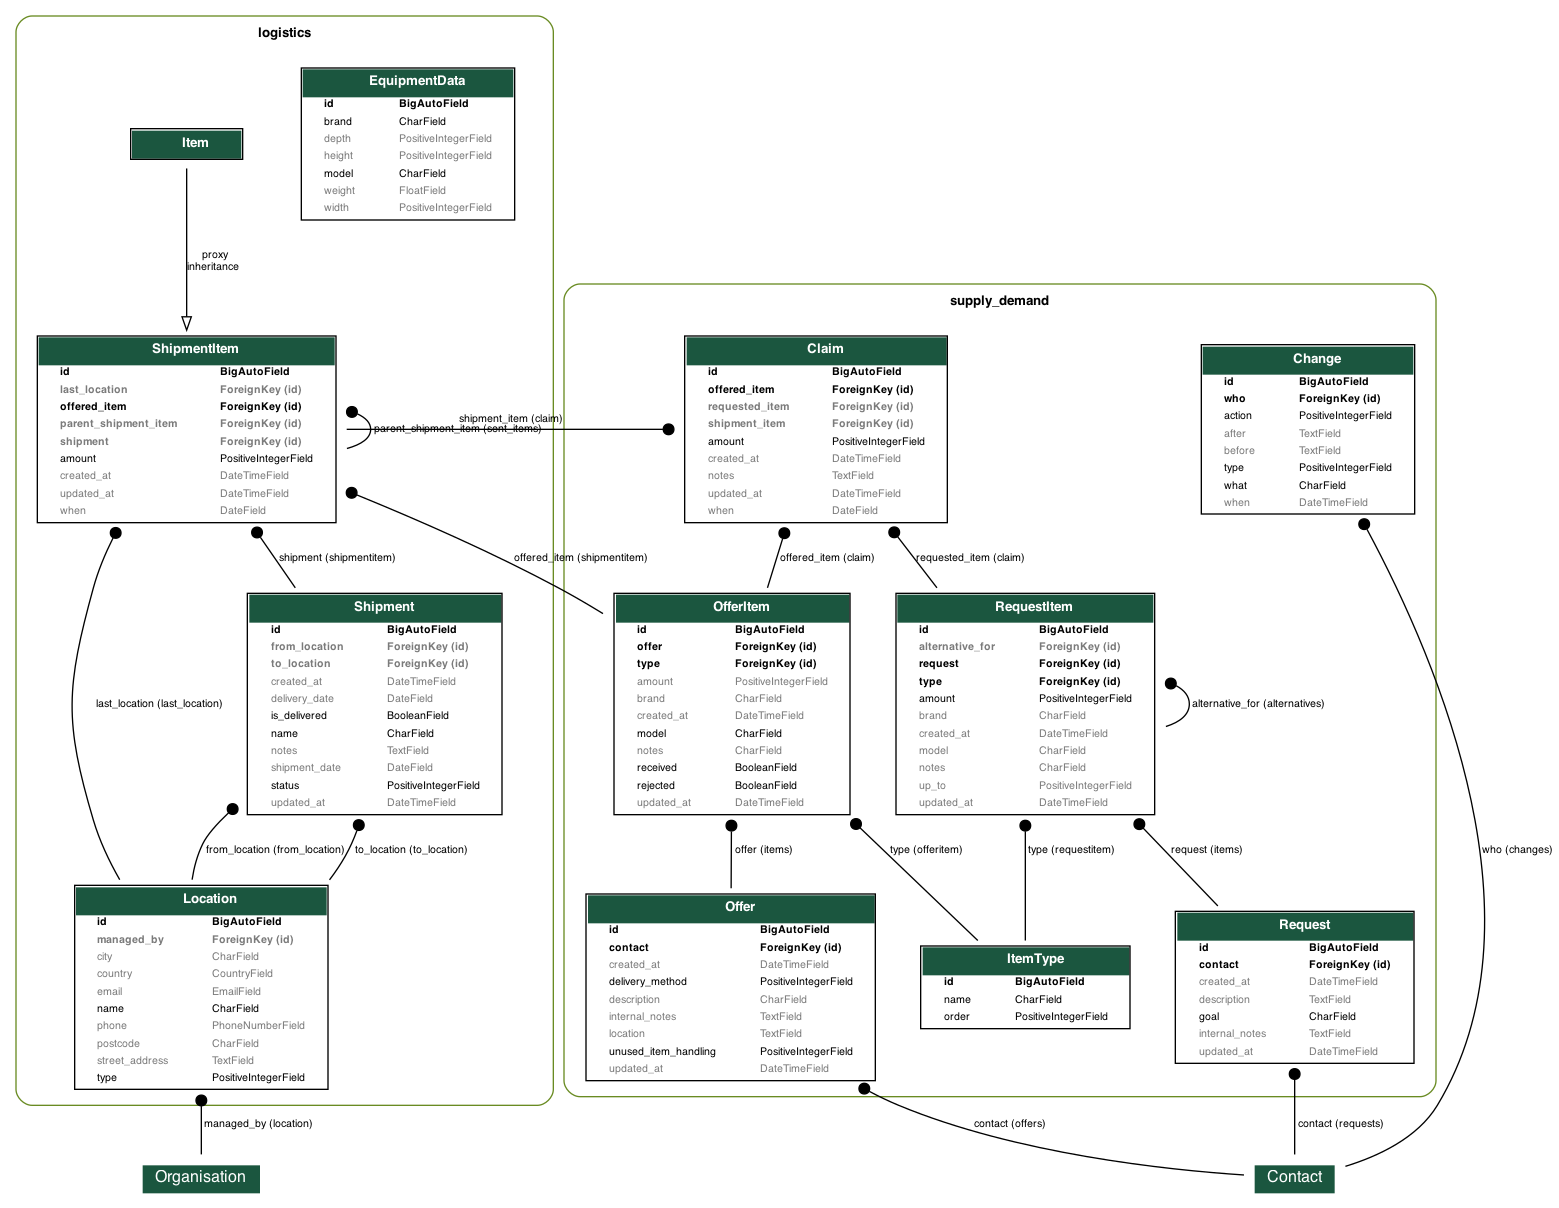 logistics
EquipmentData
id BigAutoField
brand CharField
depth PositiveIntegerField
height PositiveIntegerField
model CharField
weight FloatField
width PositiveIntegerField
Item
proxy
inheritance
ShipmentItem
id BigAutoField
last_location ForeignKey (id)
offered_item ForeignKey (id)
parent_shipment_item ForeignKey (id)
shipment ForeignKey (id)
amount PositiveIntegerField
created_at DateTimeField
updated_at DateTimeField
when DateField
shipment_item (claim)
parent_shipment_item (sent_items)
shipment (shipmentitem)
offered_item (shipmentitem)
Shipment
id BigAutoField
from_location ForeignKey (id)
to_location ForeignKey (id)
created_at DateTimeField
delivery_date DateField
is_delivered BooleanField
name CharField
notes TextField
shipment_date DateField
status PositiveIntegerField
updated_at DateTimeField
last_location (last_location)
from_location (from_location)
to_location (to_location)
Location
id BigAutoField
managed_by ForeignKey (id)
city CharField
country CountryField
email EmailField
name CharField
phone PhoneNumberField
postcode CharField
street_address TextField
type PositiveIntegerField
managed_by (location)
Organisation
supply_demand
Claim
id BigAutoField
offered_item ForeignKey (id)
requested_item ForeignKey (id)
shipment_item ForeignKey (id)
amount PositiveIntegerField
created_at DateTimeField
notes TextField
updated_at DateTimeField
when DateField
Change
id BigAutoField
who ForeignKey (id)
action PositiveIntegerField
after TextField
before TextField
type PositiveIntegerField
what CharField
when DateTimeField
offered_item (claim)
requested_item (claim)
OfferItem
id BigAutoField
offer ForeignKey (id)
type ForeignKey (id)
amount PositiveIntegerField
brand CharField
created_at DateTimeField
model CharField
notes CharField
received BooleanField
rejected BooleanField
updated_at DateTimeField
RequestItem
id BigAutoField
alternative_for ForeignKey (id)
request ForeignKey (id)
type ForeignKey (id)
amount PositiveIntegerField
brand CharField
created_at DateTimeField
model CharField
notes CharField
up_to PositiveIntegerField
updated_at DateTimeField
alternative_for (alternatives)
offer (items)
type (offeritem)
type (requestitem)
request (items)
who (changes)
Offer
id BigAutoField
contact ForeignKey (id)
created_at DateTimeField
delivery_method PositiveIntegerField
description CharField
internal_notes TextField
location TextField
unused_item_handling PositiveIntegerField
updated_at DateTimeField
ItemType
id BigAutoField
name CharField
order PositiveIntegerField
Request
id BigAutoField
contact ForeignKey (id)
created_at DateTimeField
description TextField
goal CharField
internal_notes TextField
updated_at DateTimeField
contact (offers)
contact (requests)
Contact